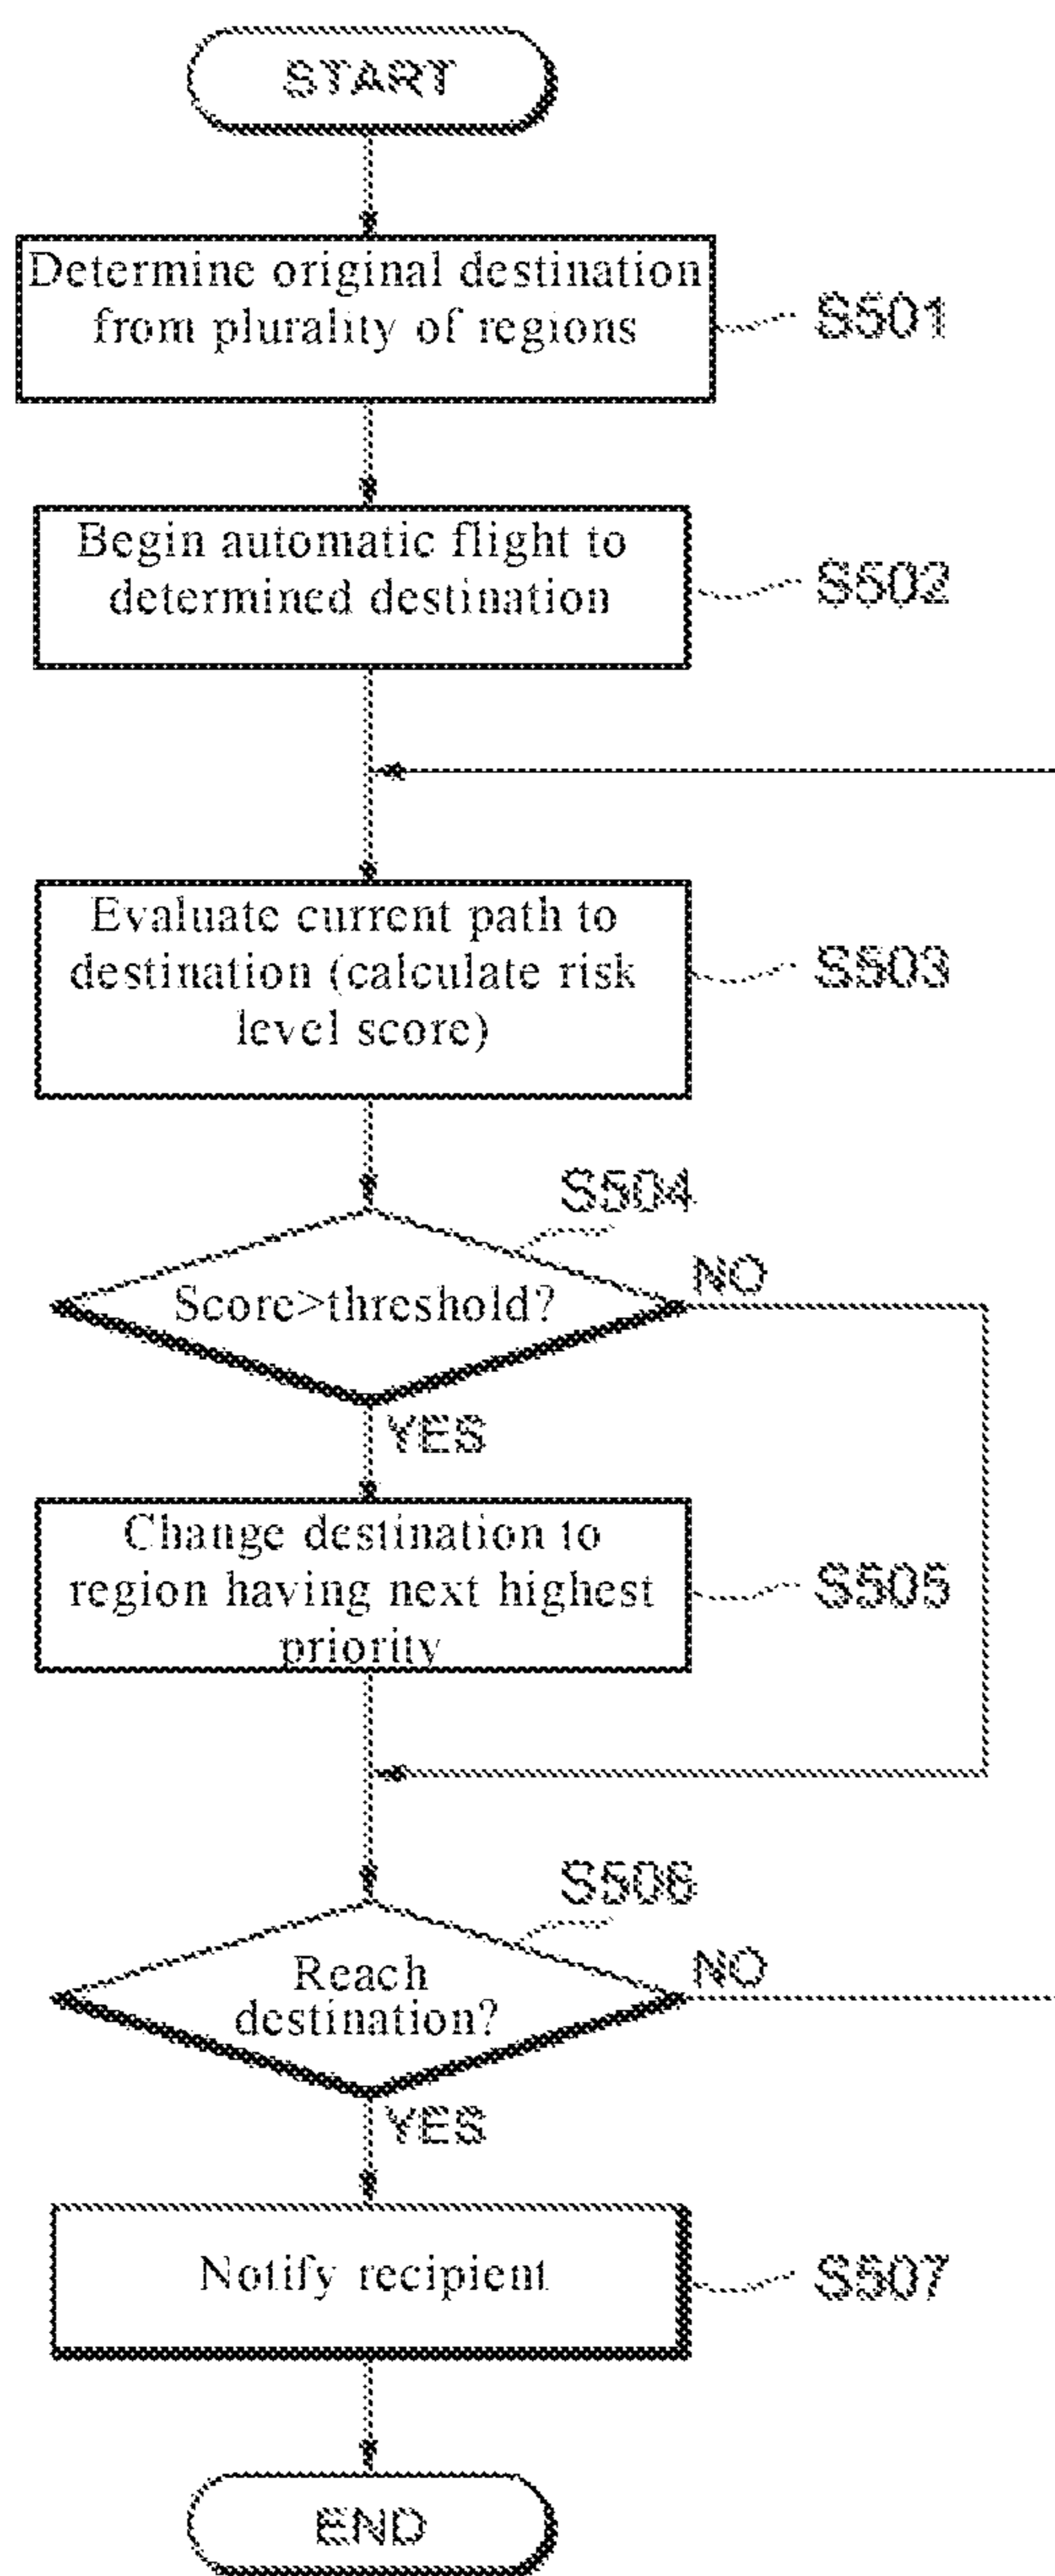 START
Determine original destination
from plurality of regions
S501
Begin automatic flight to
determined destination
S502
Evaluate current path to
destination (calculate risk
level score)
S503
S504
Score>threshold?
NO
YES
Change destination to
region having next highest
priority
S505
S506
Reach
destination?
NO
YES
Notify recipient
S507
END